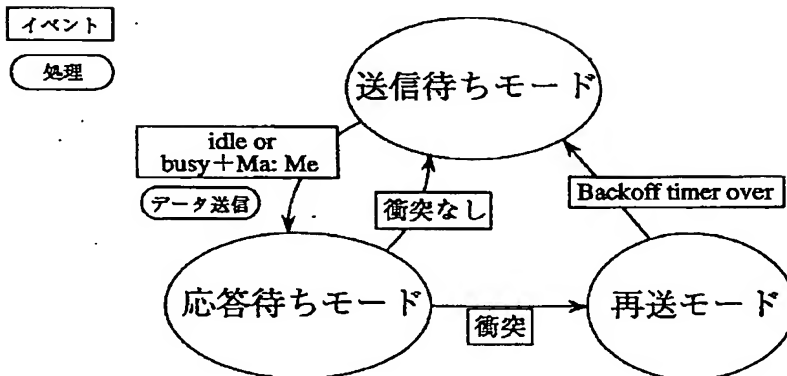 イベント
処理
送信待ちモード
idle or
busy+Ma: Me
データ送信
衝突なし
Backoff timer over
応答待ちモード
衝突
再送モード